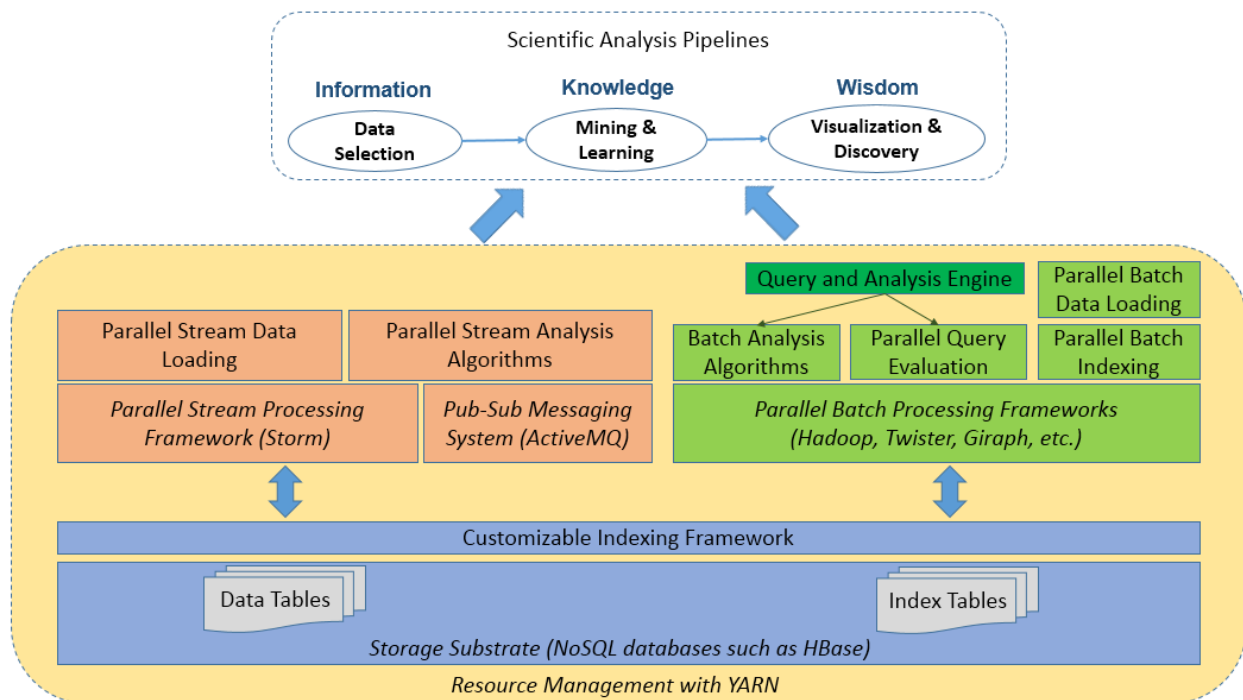 Scientific Analysis Pipelines
Information
Knowledge
Wisdom
Data
Selection
Mining &
Learning
Visualization &
Discovery
Query and Analysis Engine
Parallel Batch
Data Loading
Parallel Stream Data
Loading
Parallel Stream Analysis
Algorithms
Batch Analysis
Algorithms
Parallel Query
Evaluation
Parallel Batch
Indexing
Parallel Stream Processing
Framework (Storm)
Pub-Sub Messaging
System (ActiveMQ)
Parallel Batch Processing Frameworks
(Hadoop, Twister, Giraph, etc.)
Customizable Indexing Framework
Data Tables
Index Tables
Storage Substrate (NoSQL databases such as HBase)
Resource Management with YARN